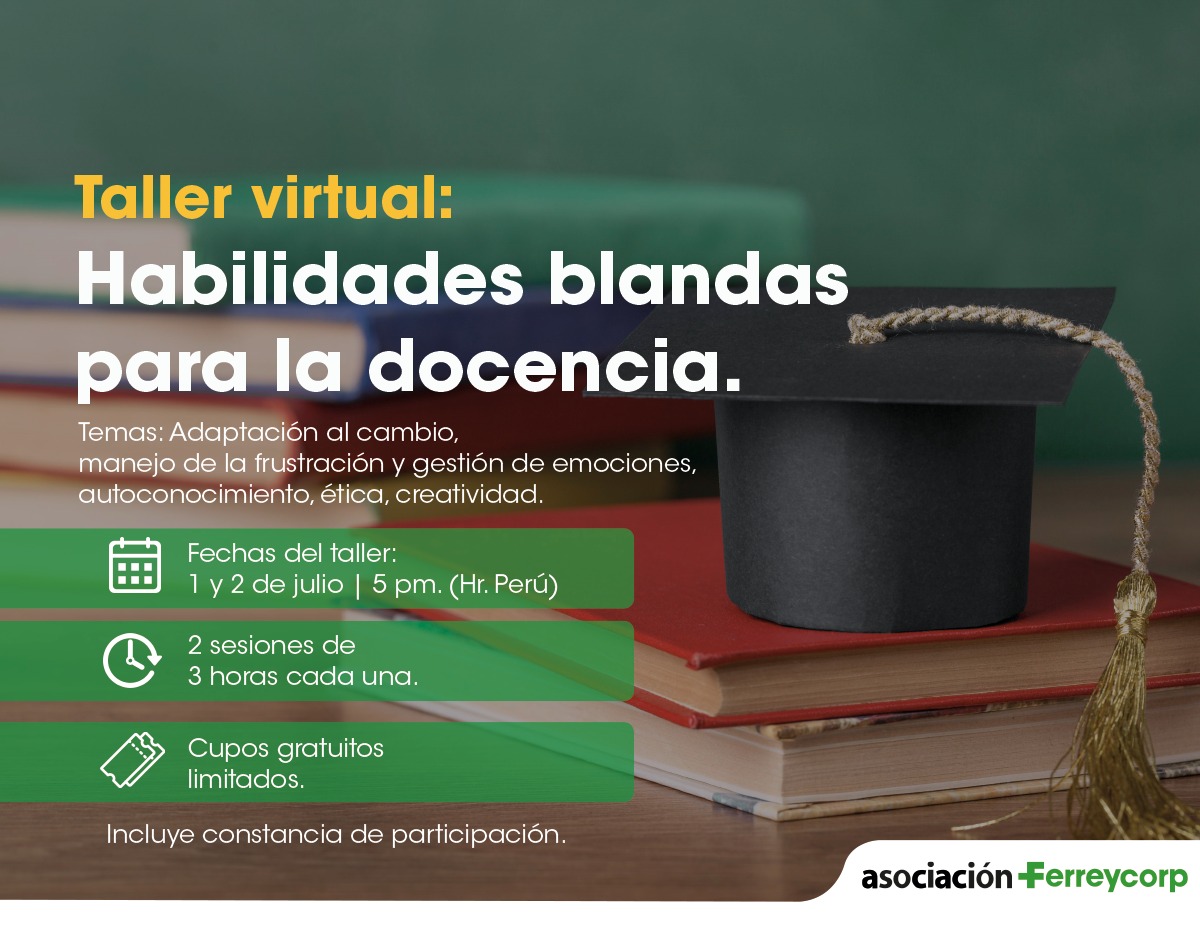 Taller virtual:
Habilidades blandas
para la docencia.
Temas: Adaptación al cambio,
manejo de la frustración y gestión de emociones,
autoconocimiento, ética, creatividad.
Fechas del taller:
1 y 2 de julio | 5 pm. (Hr. Perú)
2 sesiones de
3 horas cada una.
Cupos gratuitos
limitados.
Incluye constancia de participación.
asociación Ferreycorp